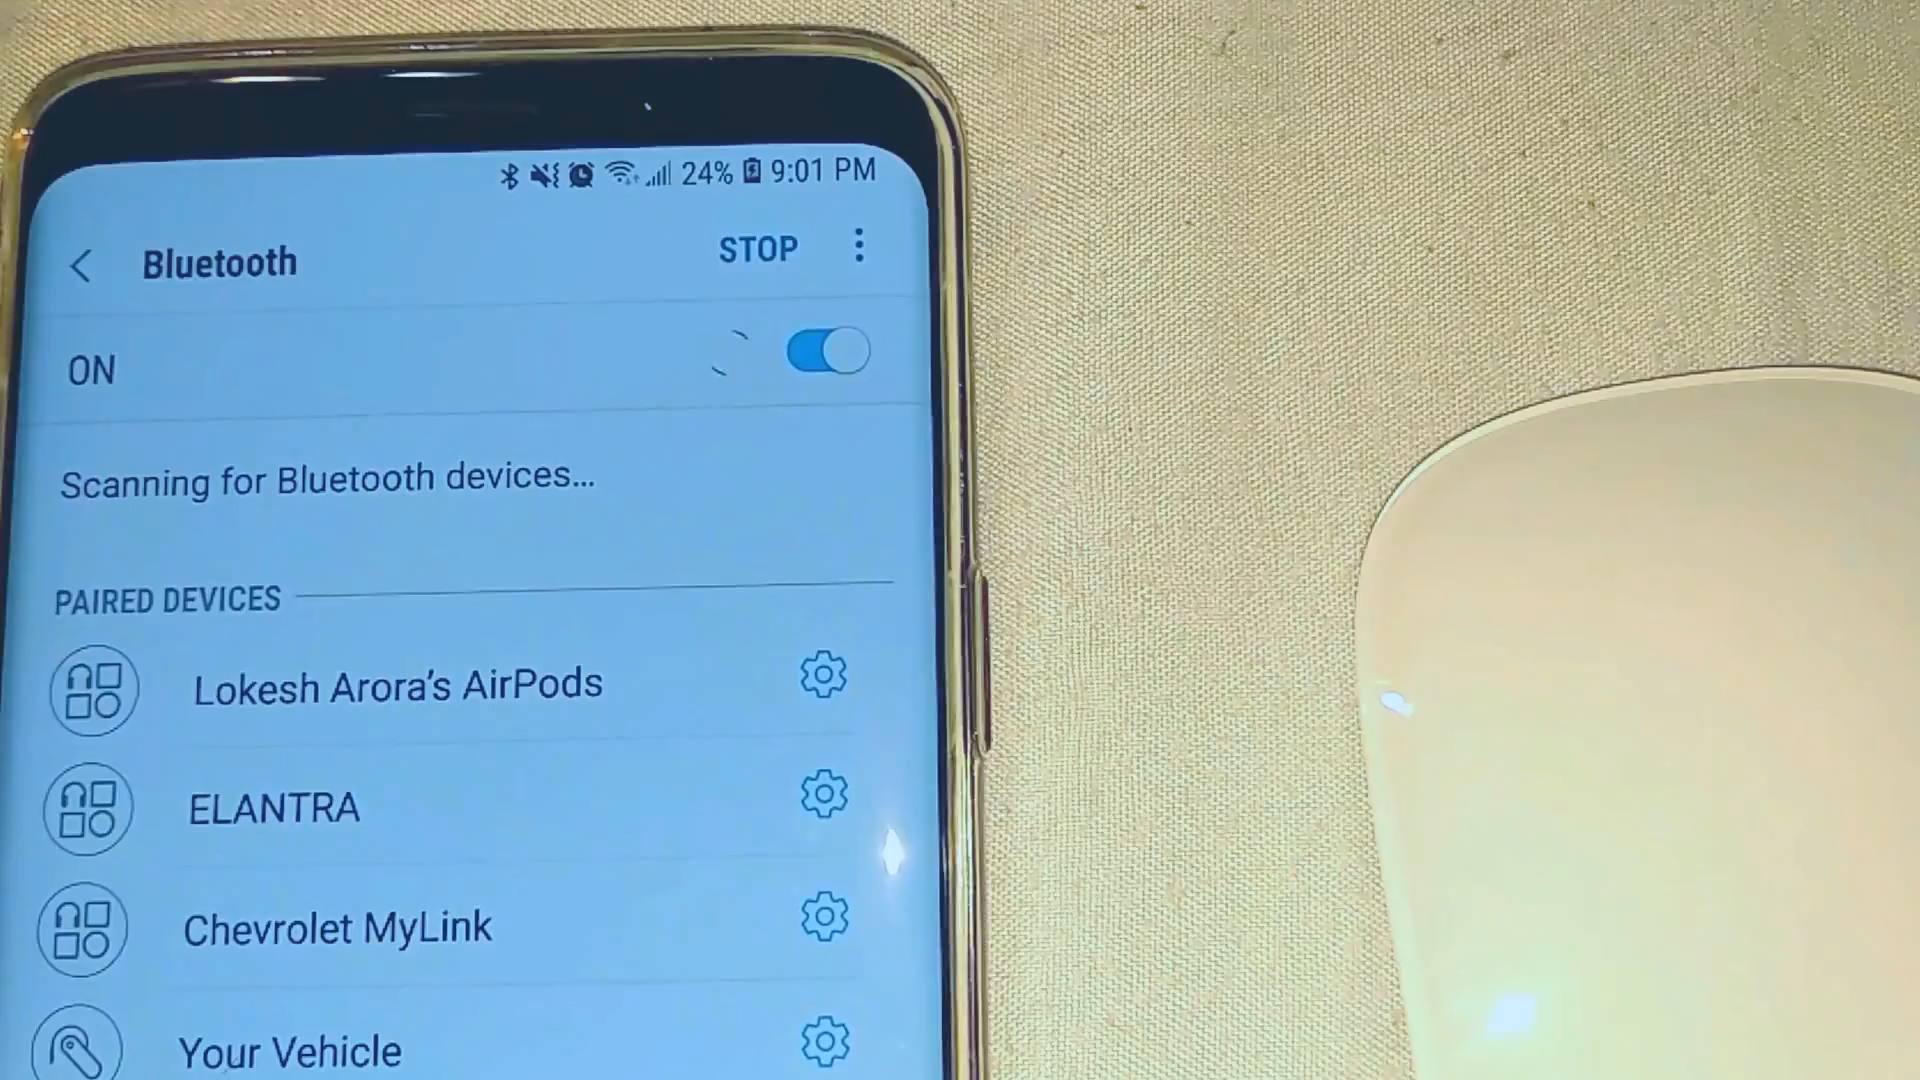 24% 9:01 PM
Bluetooth STOP
ON
Scanning for Bluetooth devices...
PAIRED DEVICES
Lokesh Arora's AirPods
ELANTRA
Chevrolet MyLink
Your Vehicle